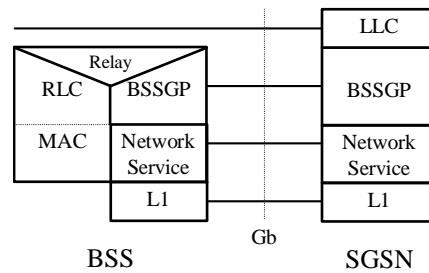 LLC
Relay
RLC BSSGP BSSGP
MAC Network Network
Service Service
L1 L1
Gb
BSS SGSN